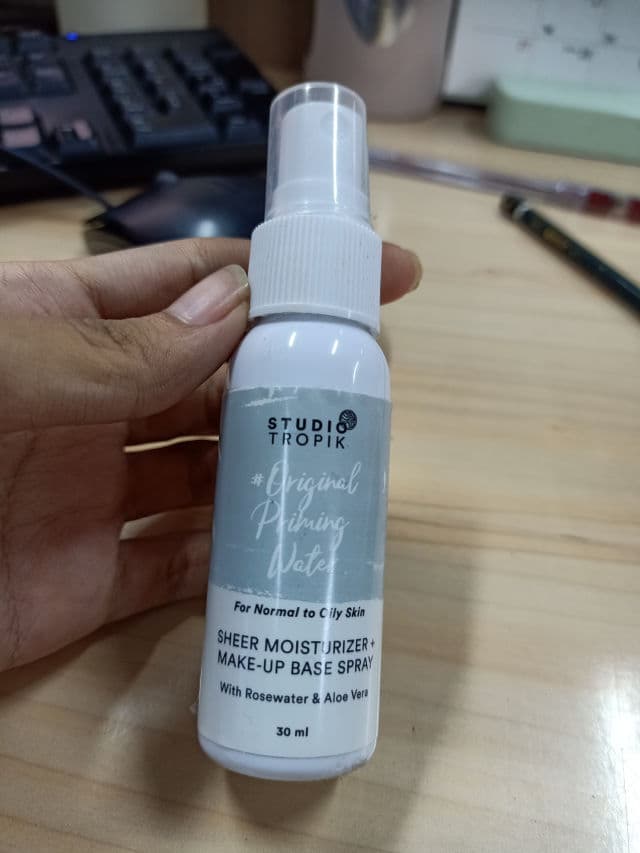 STUDIO
TROPIK
#Original
Priming
Water
For Normal to Oily Skin
SHEER MOISTURIZER +
MAKE-UP BASE SPRAY
With Rosewater & Aloe Vera
30 ml